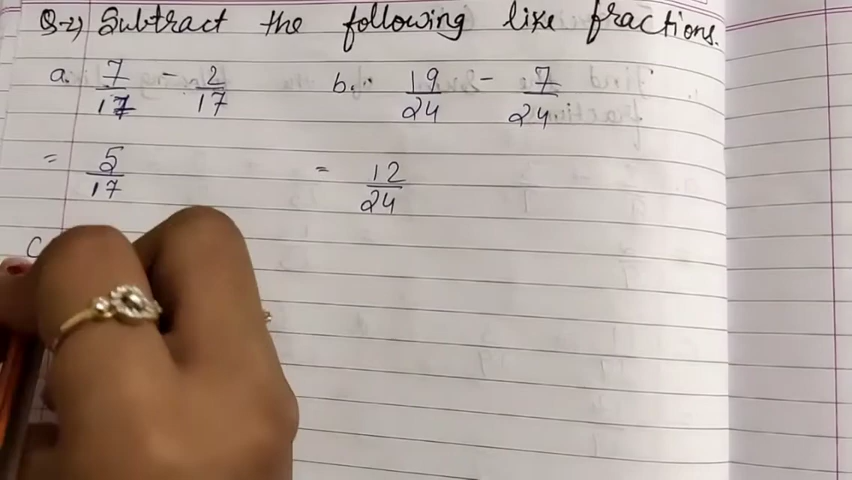 Q-2) Subtract the following like fractions.
a. 7/17 - 2/17 b. 19/24 - 7/24
= 5/17 = 12/24
C